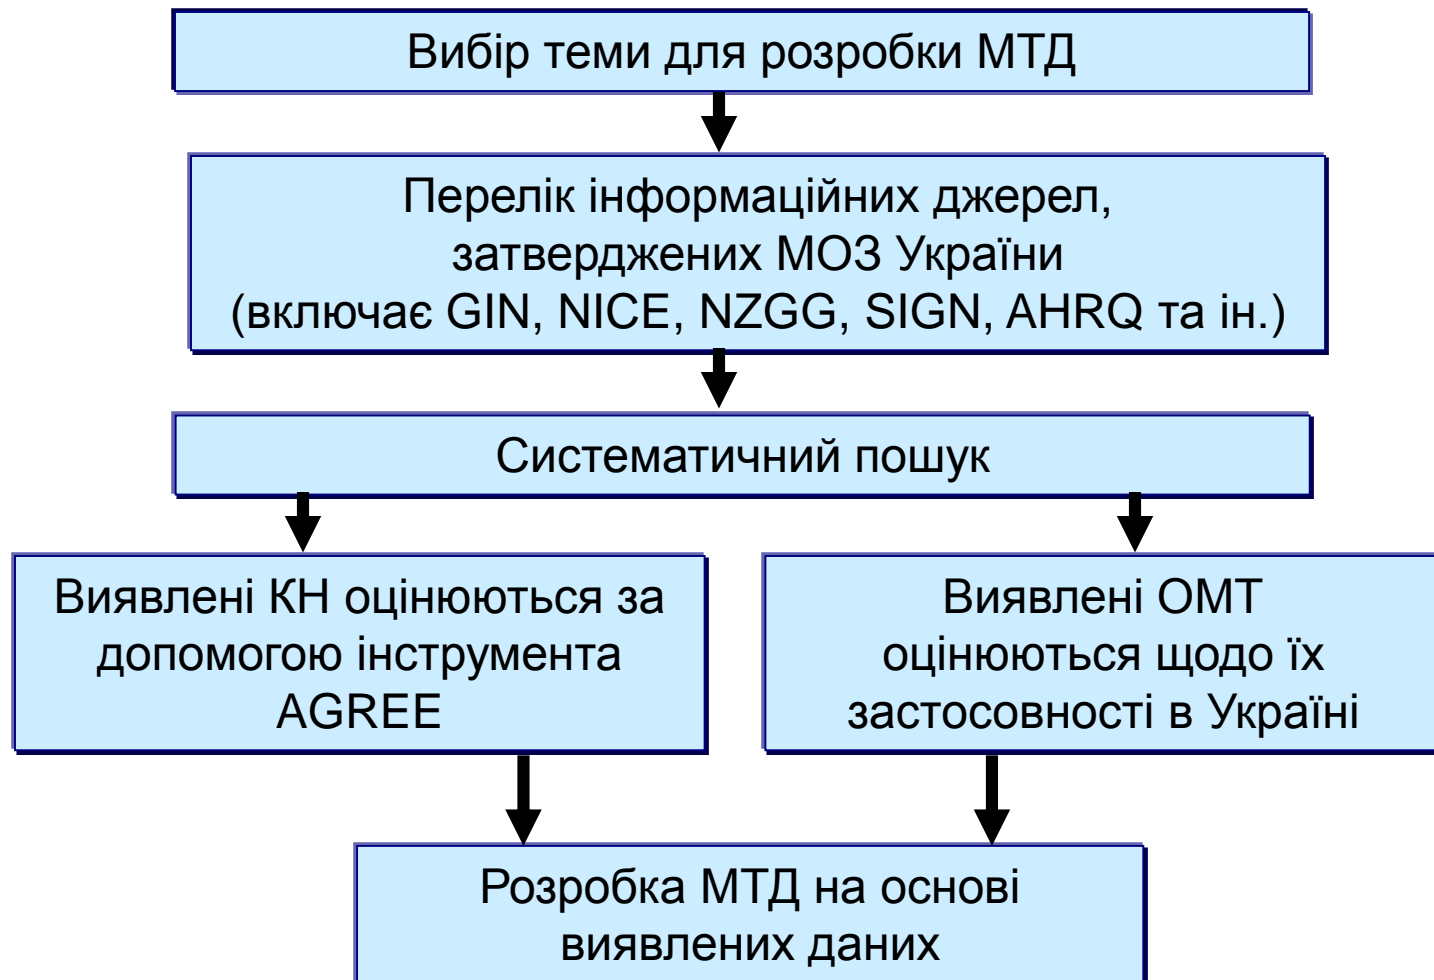 Вибір теми для розробки МТД
Перелік інформаційних джерел,
затверджених МОЗ України
(включає GIN, NICE, NZGG, SIGN, AHRQ та ін.)
Систематичний пошук
Виявлені КН оцінюються за
допомогою інструмента
AGREE
Виявлені ОМТ
оцінюються щодо їх
застосовності в Україні
Розробка МТД на основі
виявлених даних